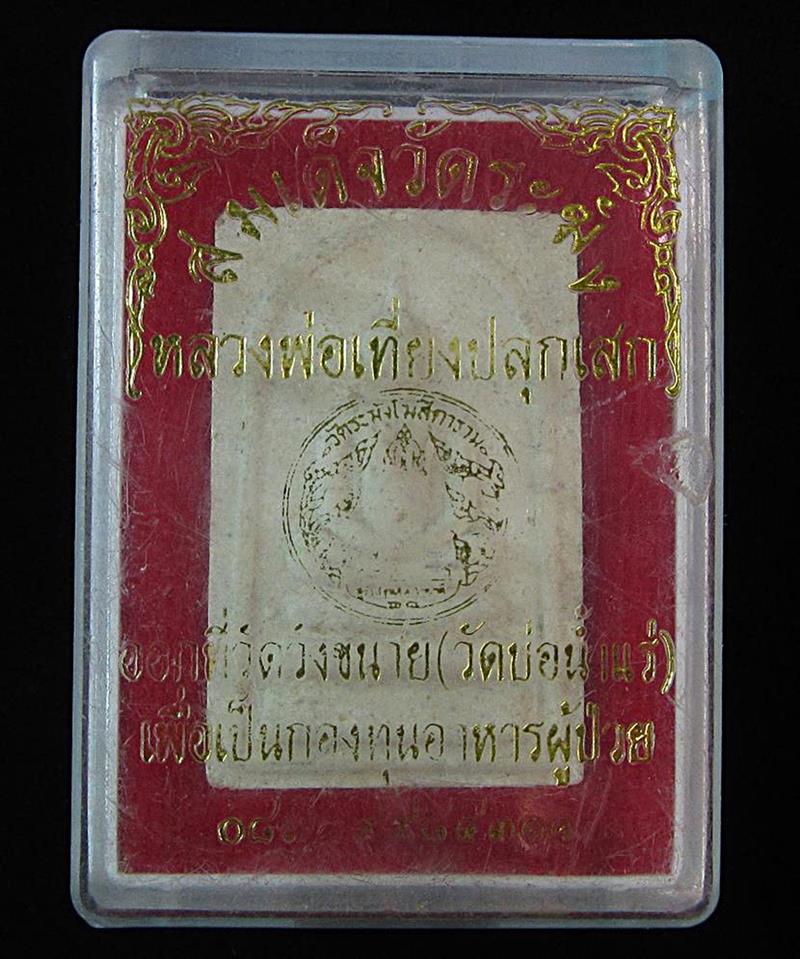 สมเด็จวัดระฆัง
หลวงพ่อเที่ยงปลุกเสก
วัดระฆังโฆสิตาราม
ออกที่วัดวังขนาย(วัดบ่อน้ำแร่)
เพื่อเป็นกองทุนอาหารผู้ป่วย